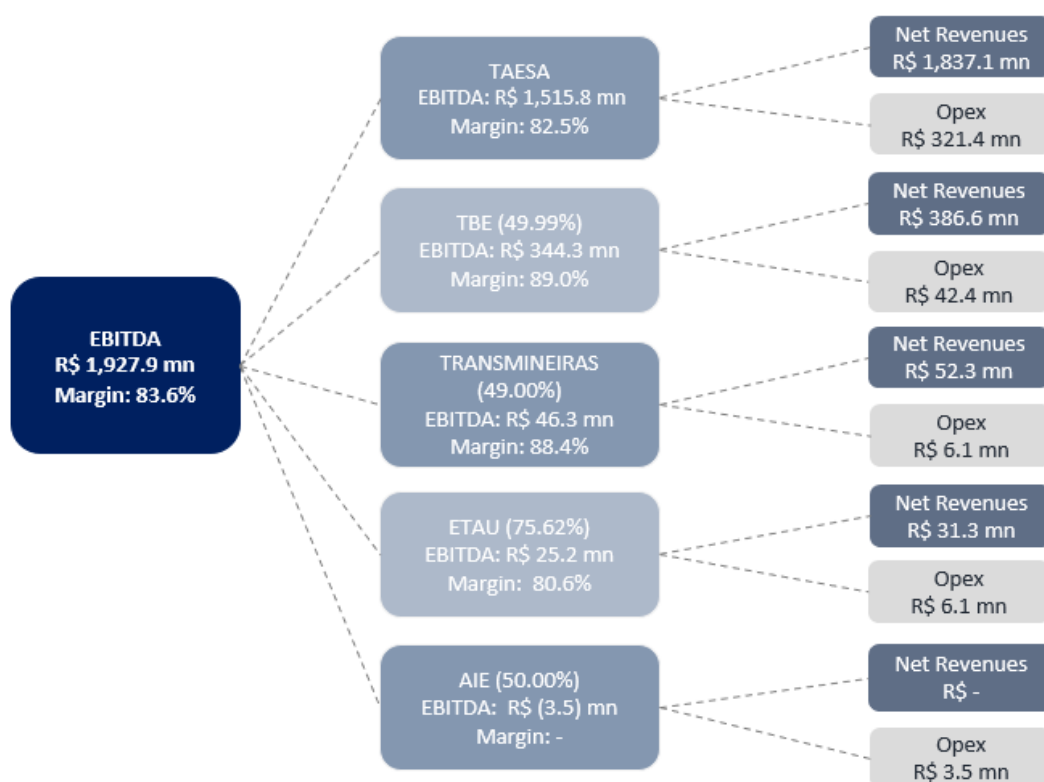 EBITDA
R$ 1,927.9 mn
Margin: 83.6%
TAESA
EBITDA: R$ 1,515.8 mn
Margin: 82.5%
Net Revenues
R$ 1,837.1 mn
Opex
R$ 321.4 mn
TBE (49.99%)
EBITDA: R$ 344.3 mn
Margin: 89.0%
Net Revenues
R$ 386.6 mn
Opex
R$ 42.4 mn
TRANSMINEIRAS
(49.00%)
EBITDA: R$ 46.3 mn
Margin: 88.4%
Net Revenues
R$ 52.3 mn
Opex
R$ 6.1 mn
ETAU (75.62%)
EBITDA: R$ 25.2 mn
Margin:  80.6%
Net Revenues
R$ 31.3 mn
Opex
R$ 6.1 mn
AIE (50.00%)
EBITDA:  R$ (3.5) mn
Margin: -
Net Revenues
R$ -
Opex
R$ 3.5 mn